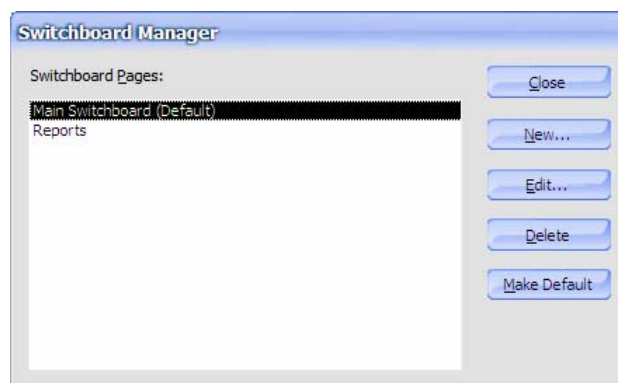 Switchboard Manager
Switchboard Pages:
Main Switchboard (Default)
Reports
Close
New...
Edit...
Delete
Make Default